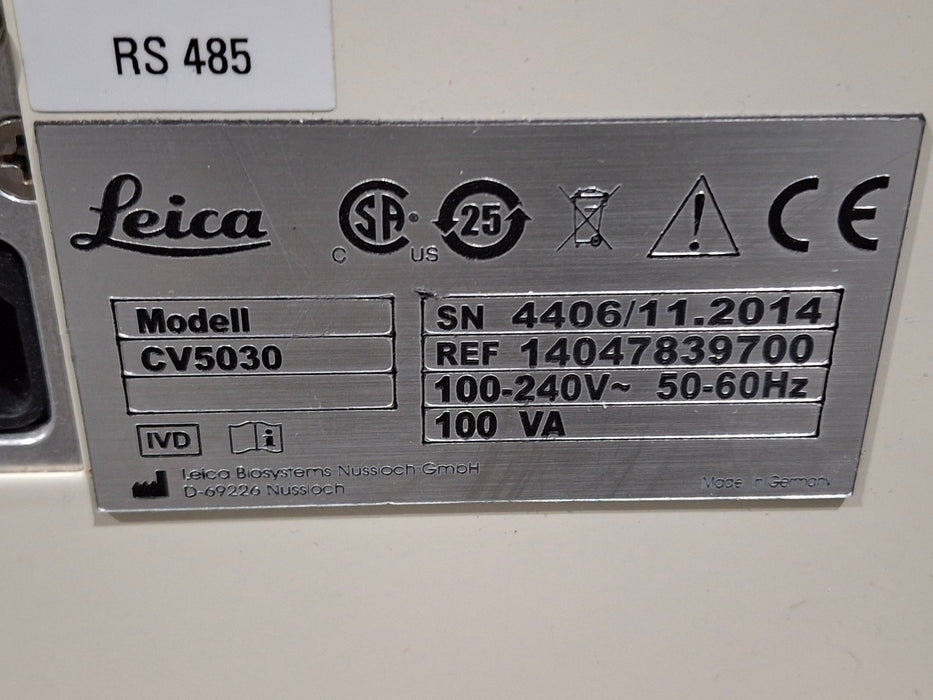 RS 485
Leica
C SA US
25
CE
Modell
CV5030
SN 4406/11.2014
REF 14047839700
100-240V~ 50-60Hz
100 VA
IVD i
Leica Biosystems Nussloch GmbH
D-69226 Nussloch
Made in Germany